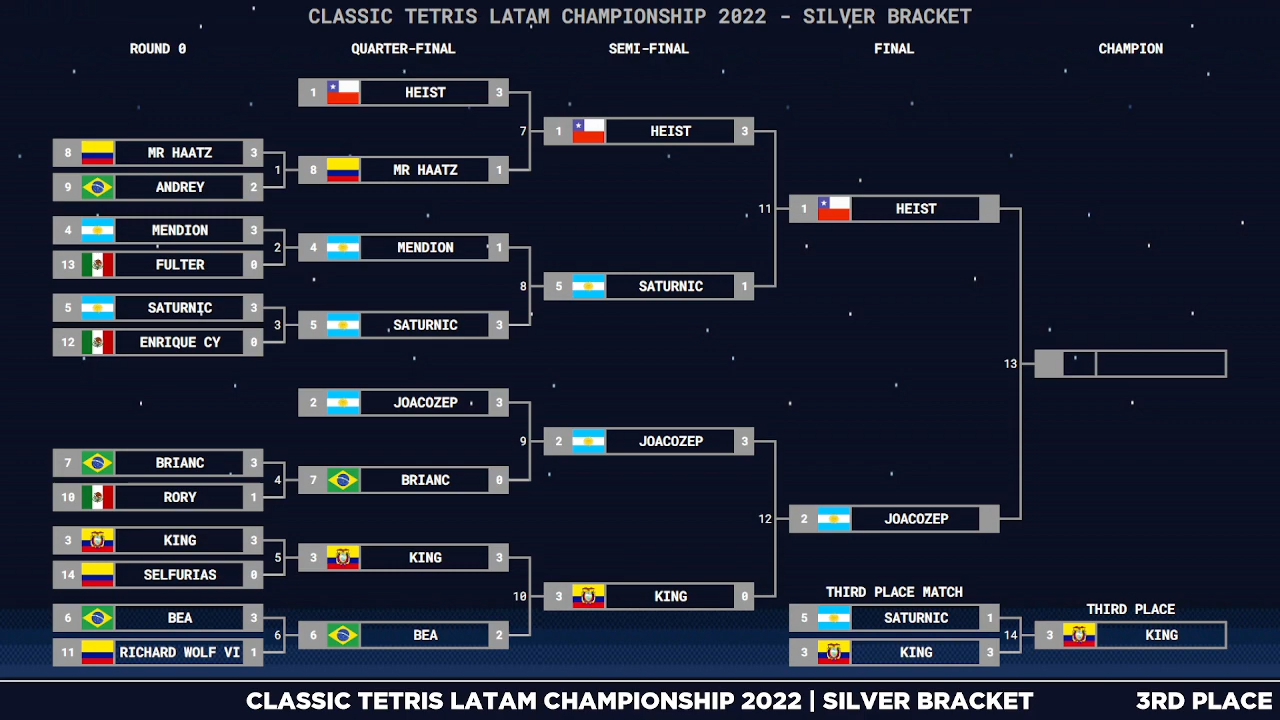 CLASSIC TETRIS LATAM CHAMPIONSHIP 2022 - SILVER BRACKET
ROUND 0
QUARTER-FINAL
SEMI-FINAL
FINAL
CHAMPION
8 MR HAATZ 3
9 ANDREY 2
1
4 MENDION 3
13 FULTER 0
2
5 SATURNIC 3
12 ENRIQUE CY 0
3
7 BRIANC 3
10 RORY 1
4
3 KING 3
14 SELFURIAS 0
5
6 BEA 3
11 RICHARD WOLF VI 1
6
1 HEIST 3
8 MR HAATZ 1
7
4 MENDION 1
5 SATURNIC 3
8
2 JOACOZEP 3
7 BRIANC 0
9
3 KING 3
6 BEA 2
10
1 HEIST 3
5 SATURNIC 1
11
2 JOACOZEP 3
3 KING 0
12
1 HEIST
2 JOACOZEP
13
THIRD PLACE MATCH
5 SATURNIC 1
3 KING 3
14
THIRD PLACE
3 KING
CLASSIC TETRIS LATAM CHAMPIONSHIP 2022 | SILVER BRACKET
3RD PLACE